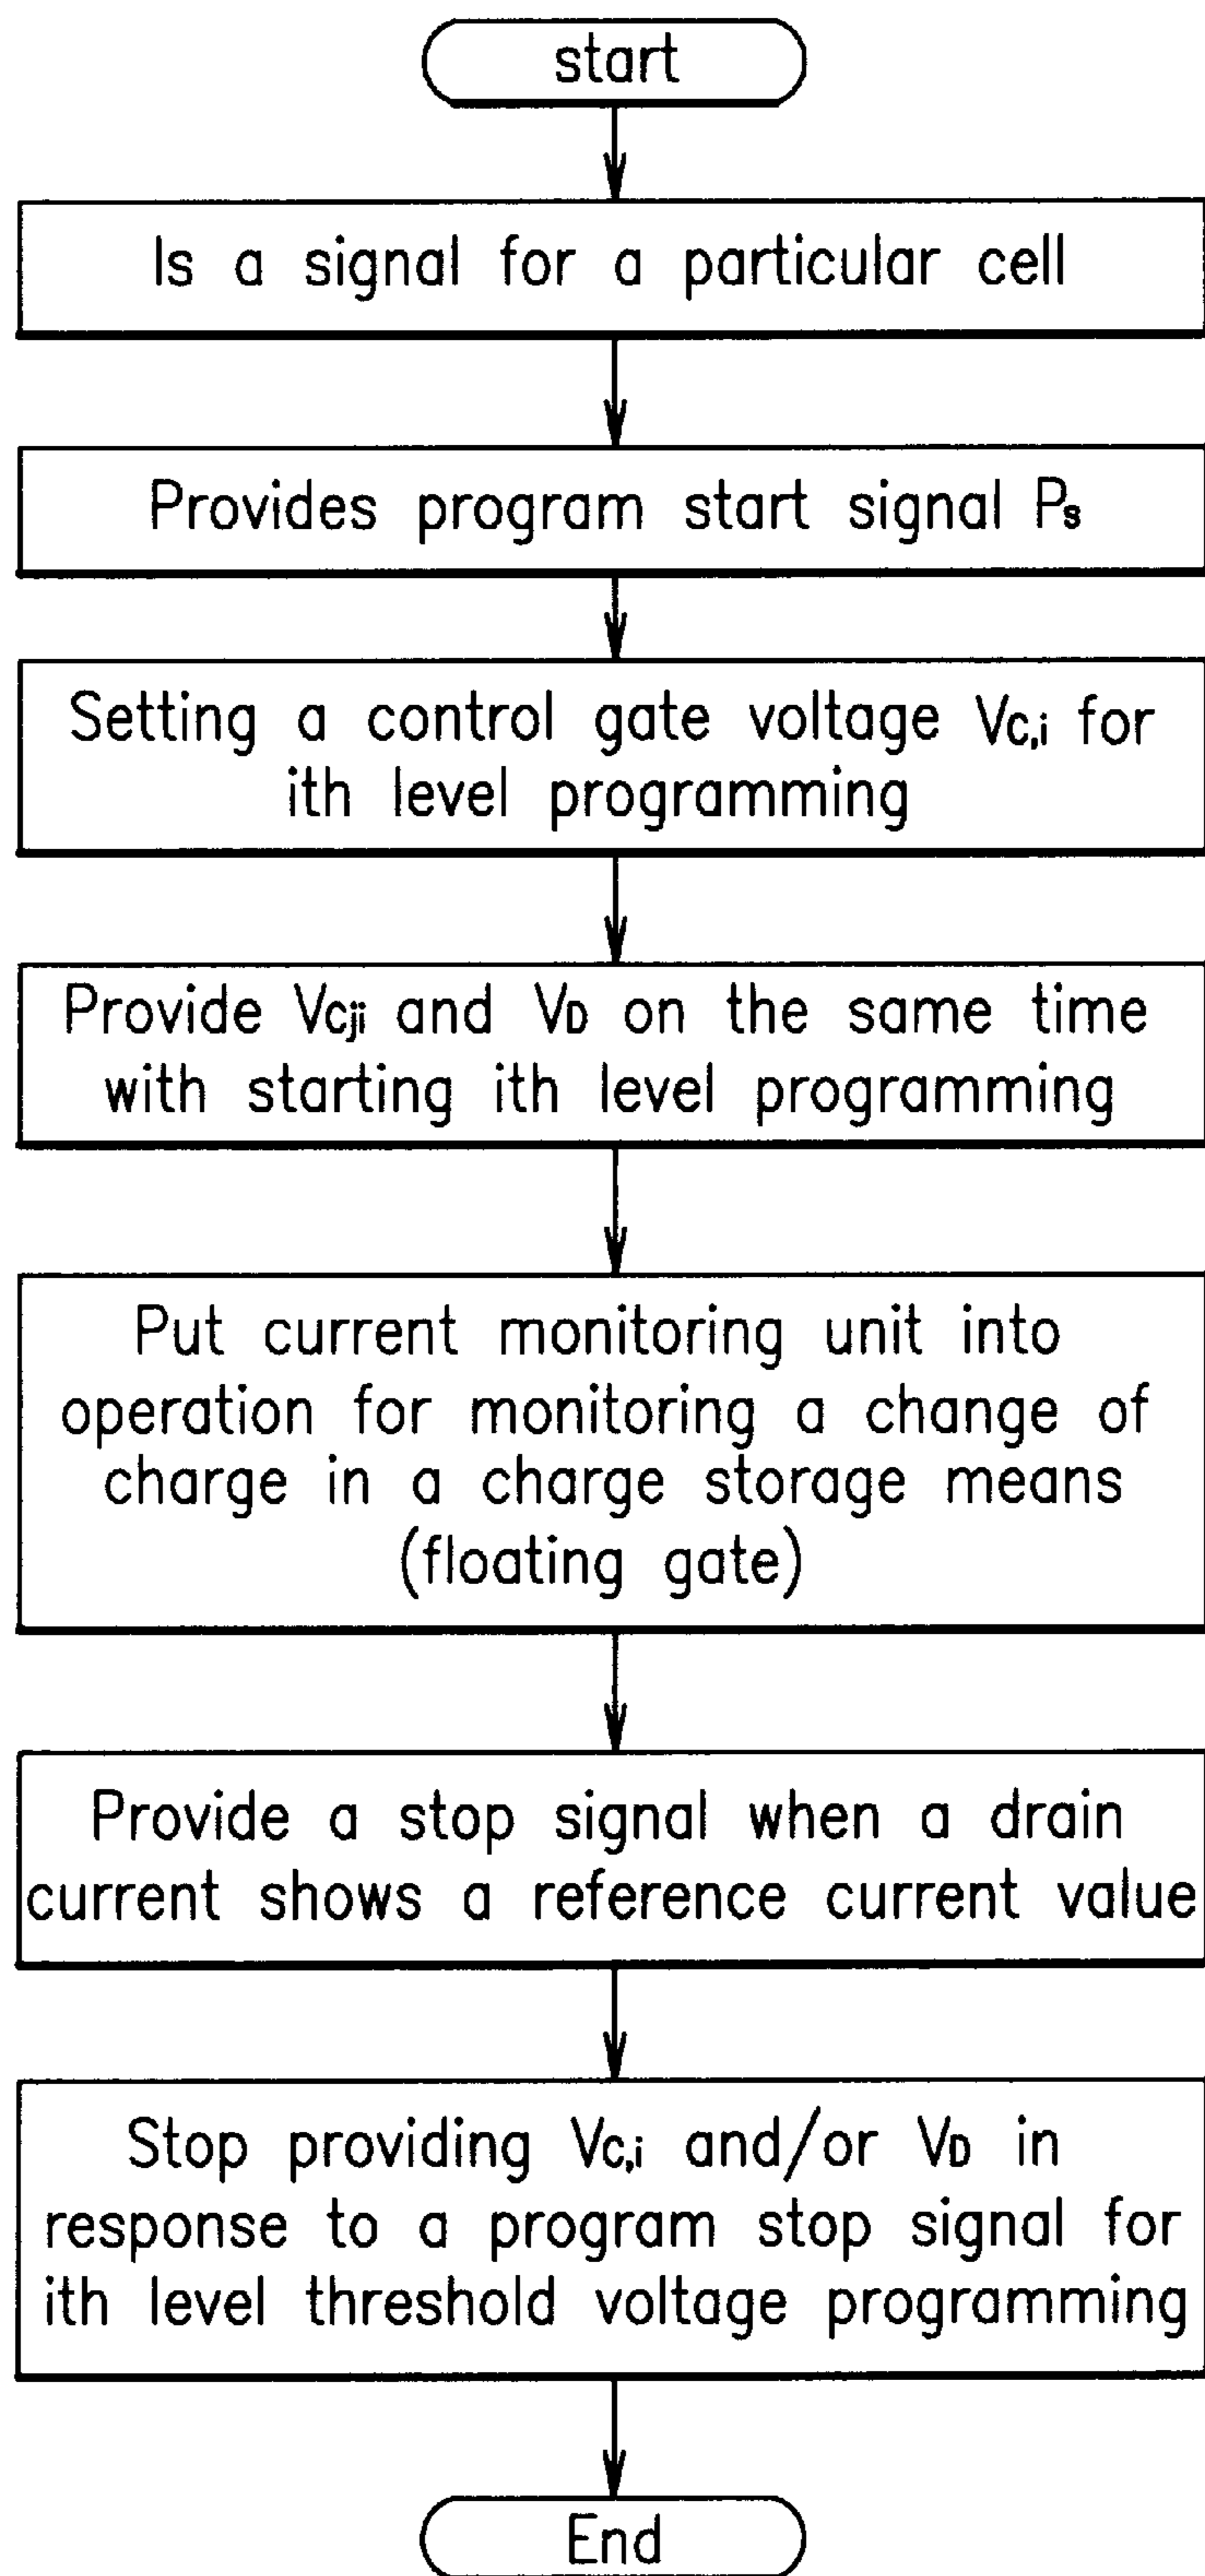 start
Is a signal for a particular cell
Provides program start signal Ps
Setting a control gate voltage VC,i for
ith level programming
Provide VCji and VD on the same time
with starting ith level programming
Put current monitoring unit into
operation for monitoring a change of
charge in a charge storage means
(floating gate)
Provide a stop signal when a drain
current shows a reference current value
Stop providing VC,i and/or VD in
response to a program stop signal for
ith level threshold voltage programming
End